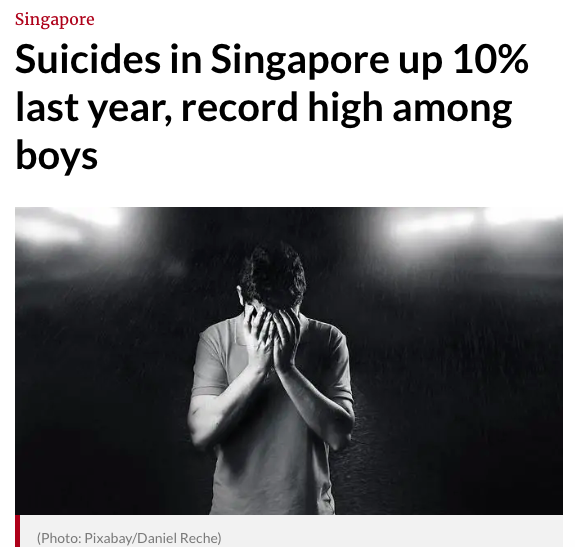 Singapore
Suicides in Singapore up 10%
last year, record high among
boys
(Photo: Pixabay/Daniel Reche)